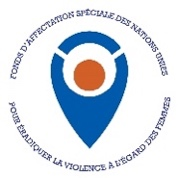 FONDS D'AFFECTATION SPÉCIALE DES NATIONS UNIES
POUR ÉRADIQUER LA VIOLENCE À L'ÉGARD DES FEMMES